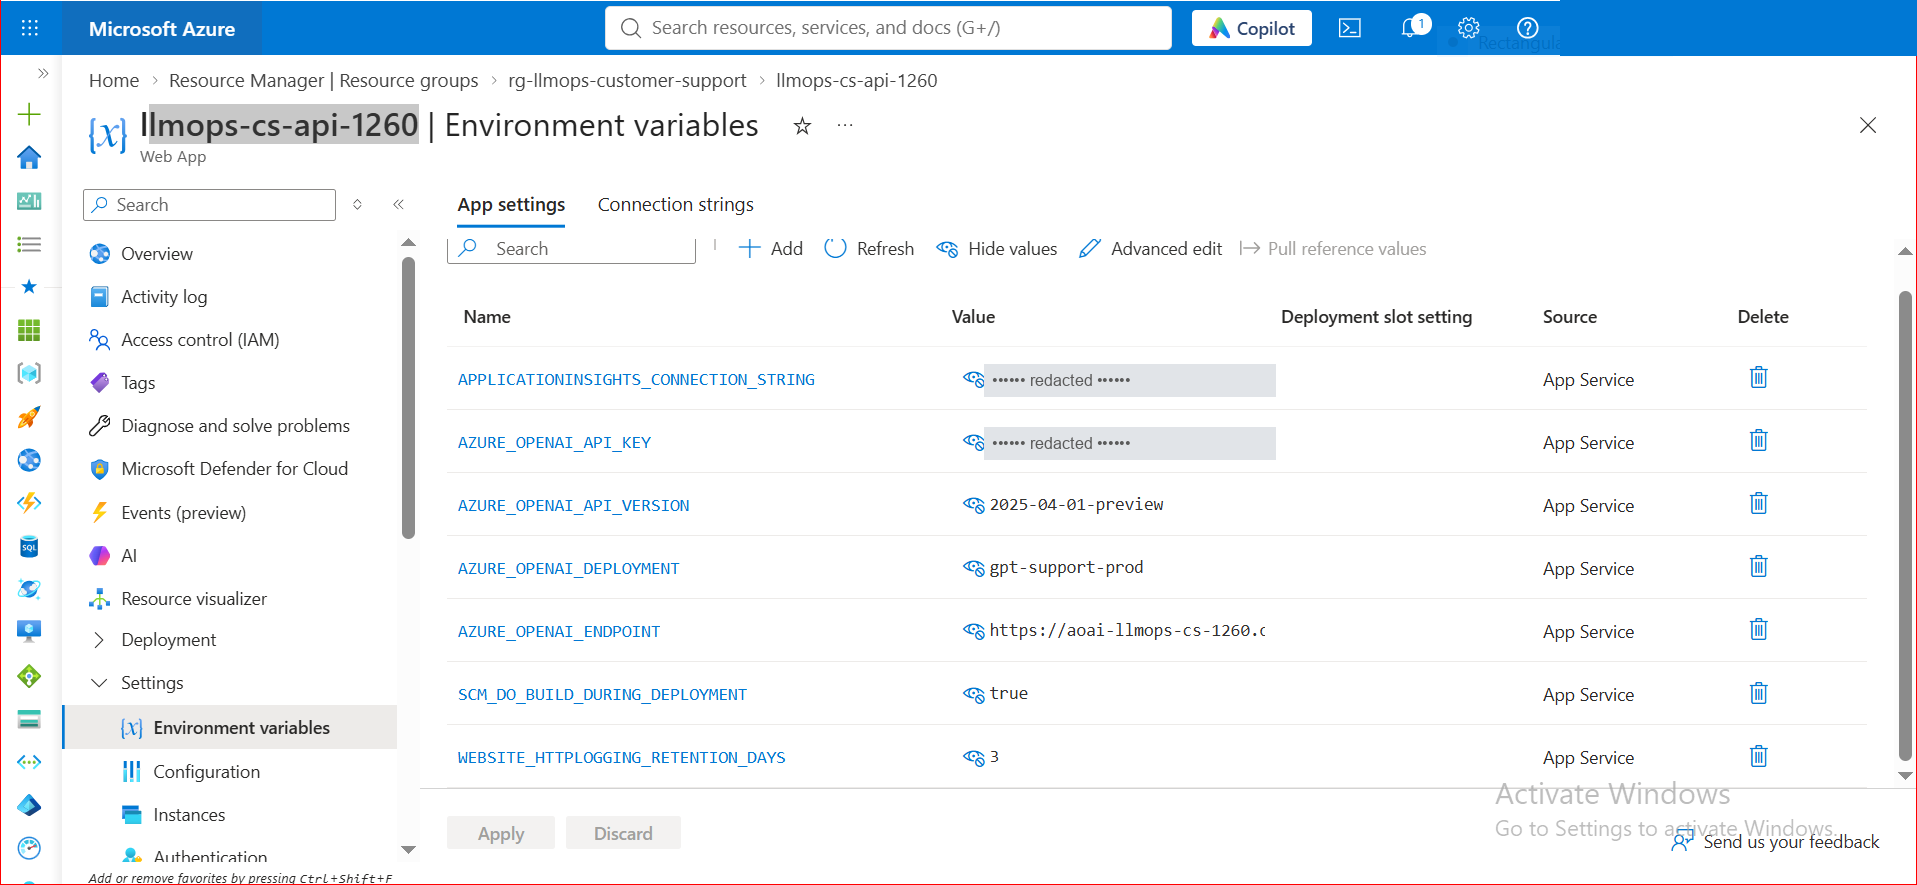 Microsoft Azure
Search resources, services, and docs (G+/)
Copilot
1
Rectangula
Home > Resource Manager | Resource groups > rg-llmops-customer-support > llmops-cs-api-1260
llmops-cs-api-1260 | Environment variables
Web App
Search
Overview
Activity log
Access control (IAM)
Tags
Diagnose and solve problems
Microsoft Defender for Cloud
Events (preview)
AI
Resource visualizer
Deployment
Settings
Environment variables
Configuration
Instances
Authentication
Add or remove favorites by pressing Ctrl+Shift+F
App settings Connection strings
Search Add Refresh Hide values Advanced edit Pull reference values
Name Value Deployment slot setting Source Delete
APPLICATIONINSIGHTS_CONNECTION_STRING •••••• redacted •••••• App Service
AZURE_OPENAI_API_KEY •••••• redacted •••••• App Service
AZURE_OPENAI_API_VERSION 2025-04-01-preview App Service
AZURE_OPENAI_DEPLOYMENT gpt-support-prod App Service
AZURE_OPENAI_ENDPOINT https://aoai-llmops-cs-1260.c App Service
SCM_DO_BUILD_DURING_DEPLOYMENT true App Service
WEBSITE_HTTPLOGGING_RETENTION_DAYS 3 App Service
Apply Discard
Activate Windows
Go to Settings to activate Windows.
Send us your feedback